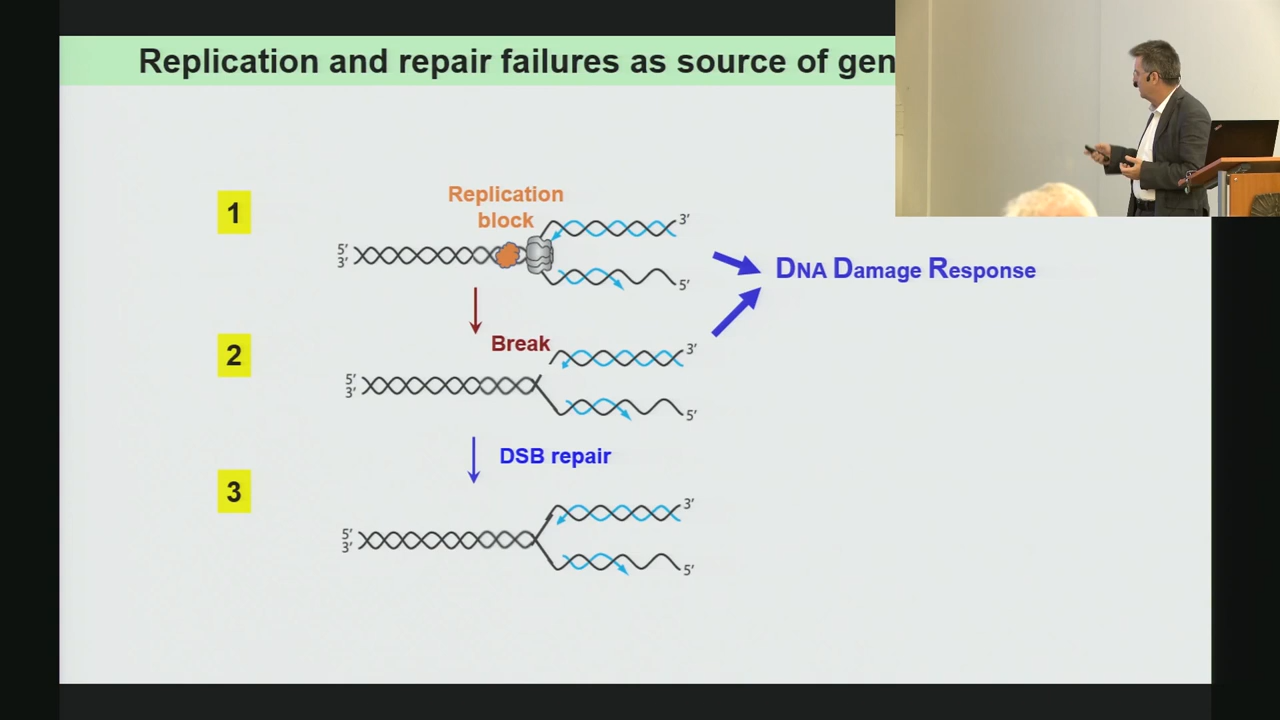 Replication and repair failures as source of
1
Replication
block
5'
3'
3'
5'
DNA Damage Response
2
Break
5'
3'
3'
5'
DSB repair
3
5'
3'
3'
5'